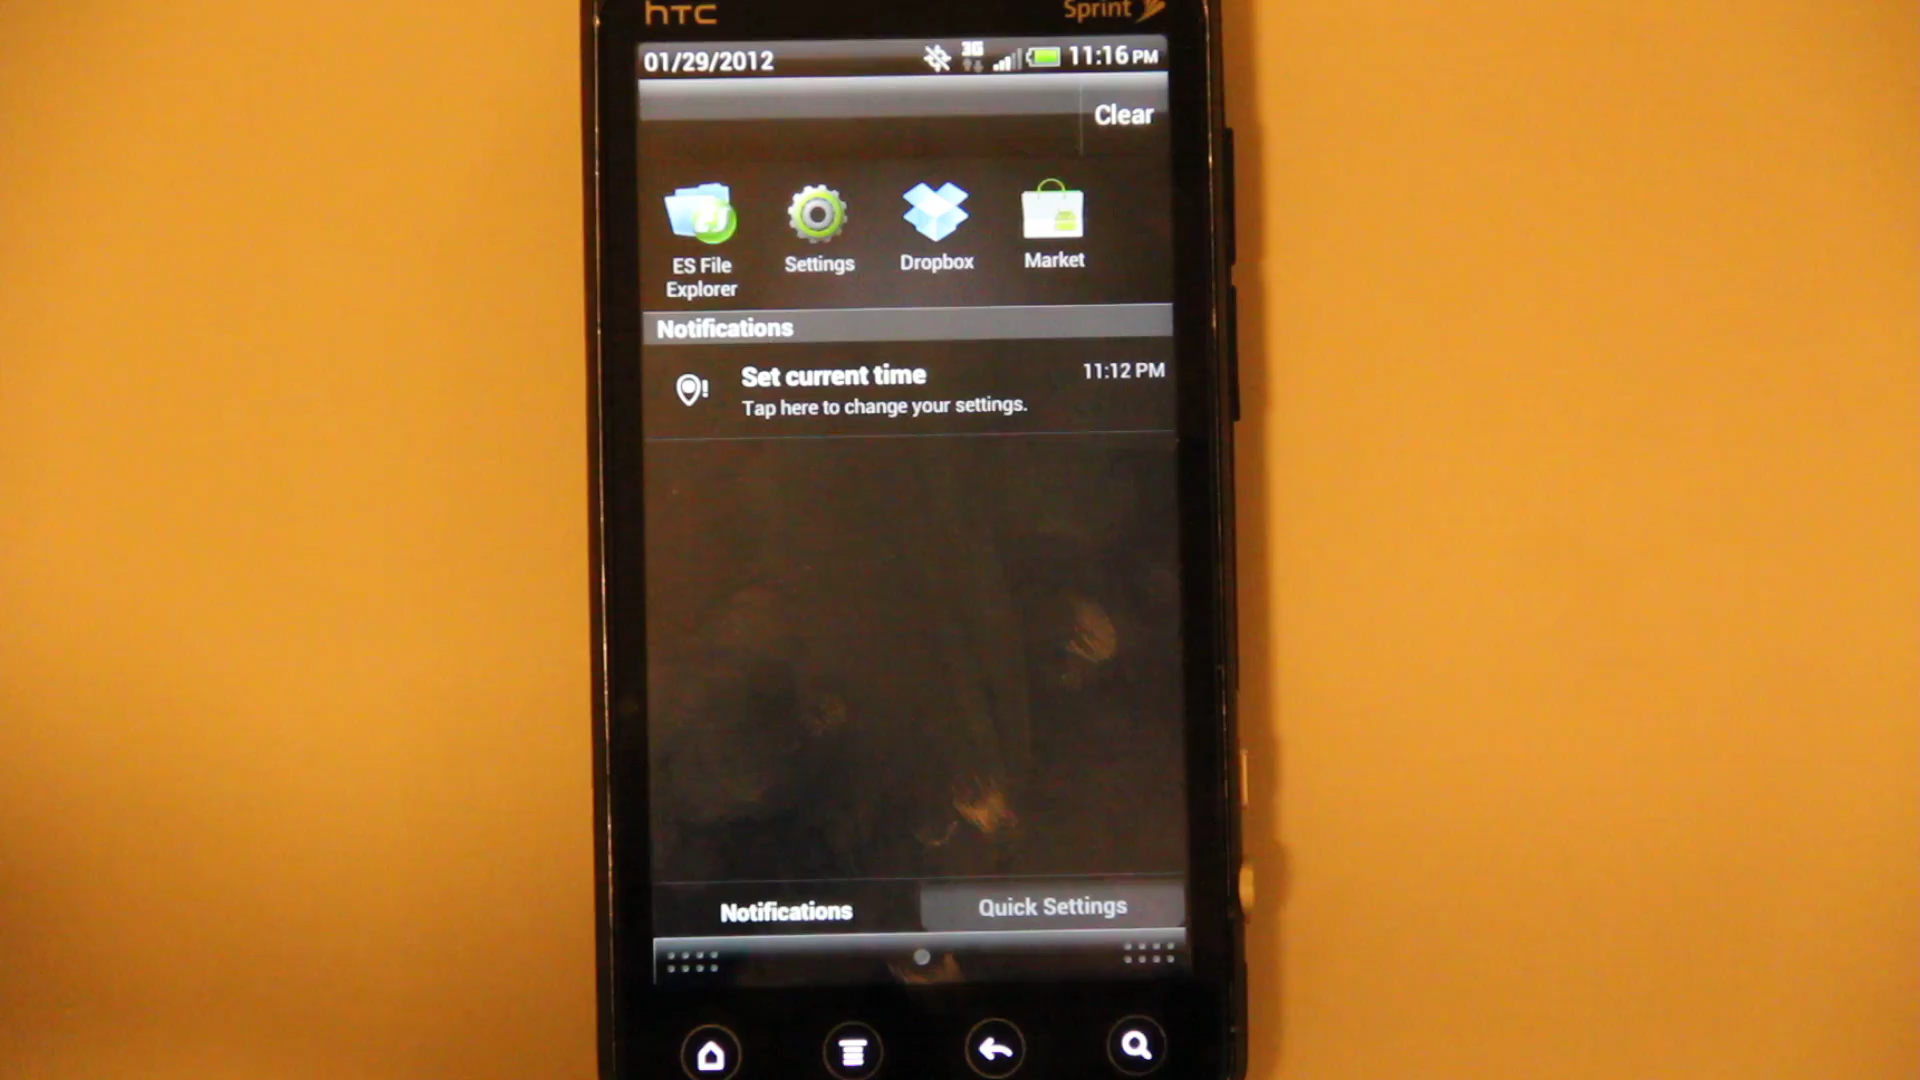 hTC Sprint
01/29/2012 3G 11:16 PM
Clear
ES File Explorer
Settings
Dropbox
Market
Notifications
Set current time 11:12 PM
Tap here to change your settings.
Notifications Quick Settings